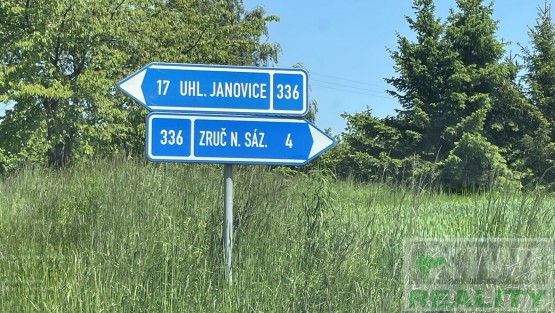 17 UHL. JANOVICE 336
336 ZRUČ N. SÁZ. 4
REALITY